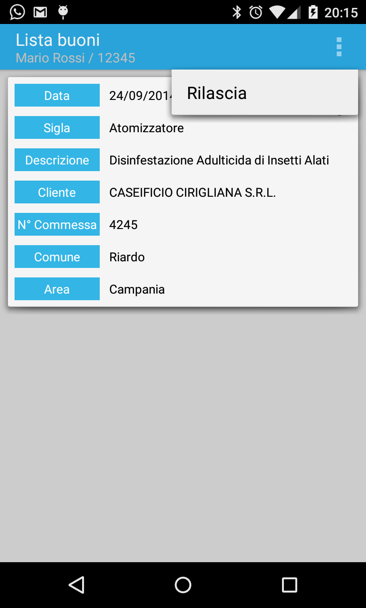 20:15
Lista buoni
Mario Rossi / 12345
Rilascia
Data 24/09/2014
Sigla Atomizzatore
Descrizione Disinfestazione Adulticida di Insetti Alati
Cliente CASEIFICIO CIRIGLIANA S.R.L.
N° Commessa 4245
Comune Riardo
Area Campania